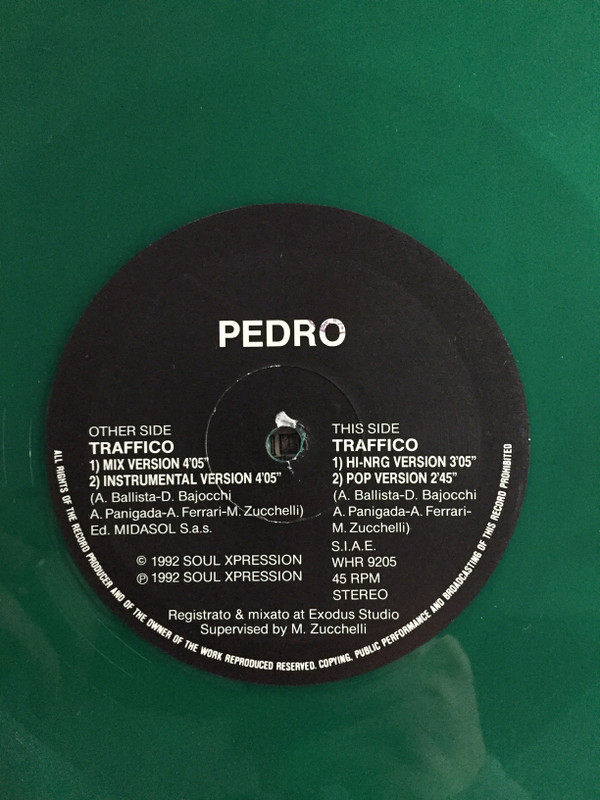 PEDRO
OTHER SIDE
TRAFFICO
1) MIX VERSION 4'05"
2) INSTRUMENTAL VERSION 4'05"
(A. Ballista-D. Bajocchi
A. Panigada-A. Ferrari-M. Zucchelli)
Ed. MIDASOL S.a.s.
© 1992 SOUL XPRESSION
℗ 1992 SOUL XPRESSION
THIS SIDE
TRAFFICO
1) HI-NRG VERSION 3'05"
2) POP VERSION 2'45"
(A. Ballista-D. Bajocchi
A. Panigada-A. Ferrari-
M. Zucchelli)
S.I.A.E.
WHR 9205
45 RPM
STEREO
Registrato & mixato at Exodus Studio
Supervised by M. Zucchelli
ALL RIGHTS OF THE RECORD PRODUCER AND OF THE OWNER OF THE WORK REPRODUCED RESERVED. COPYING, PUBLIC PERFORMANCE AND BROADCASTING OF THIS RECORD PROHIBITED